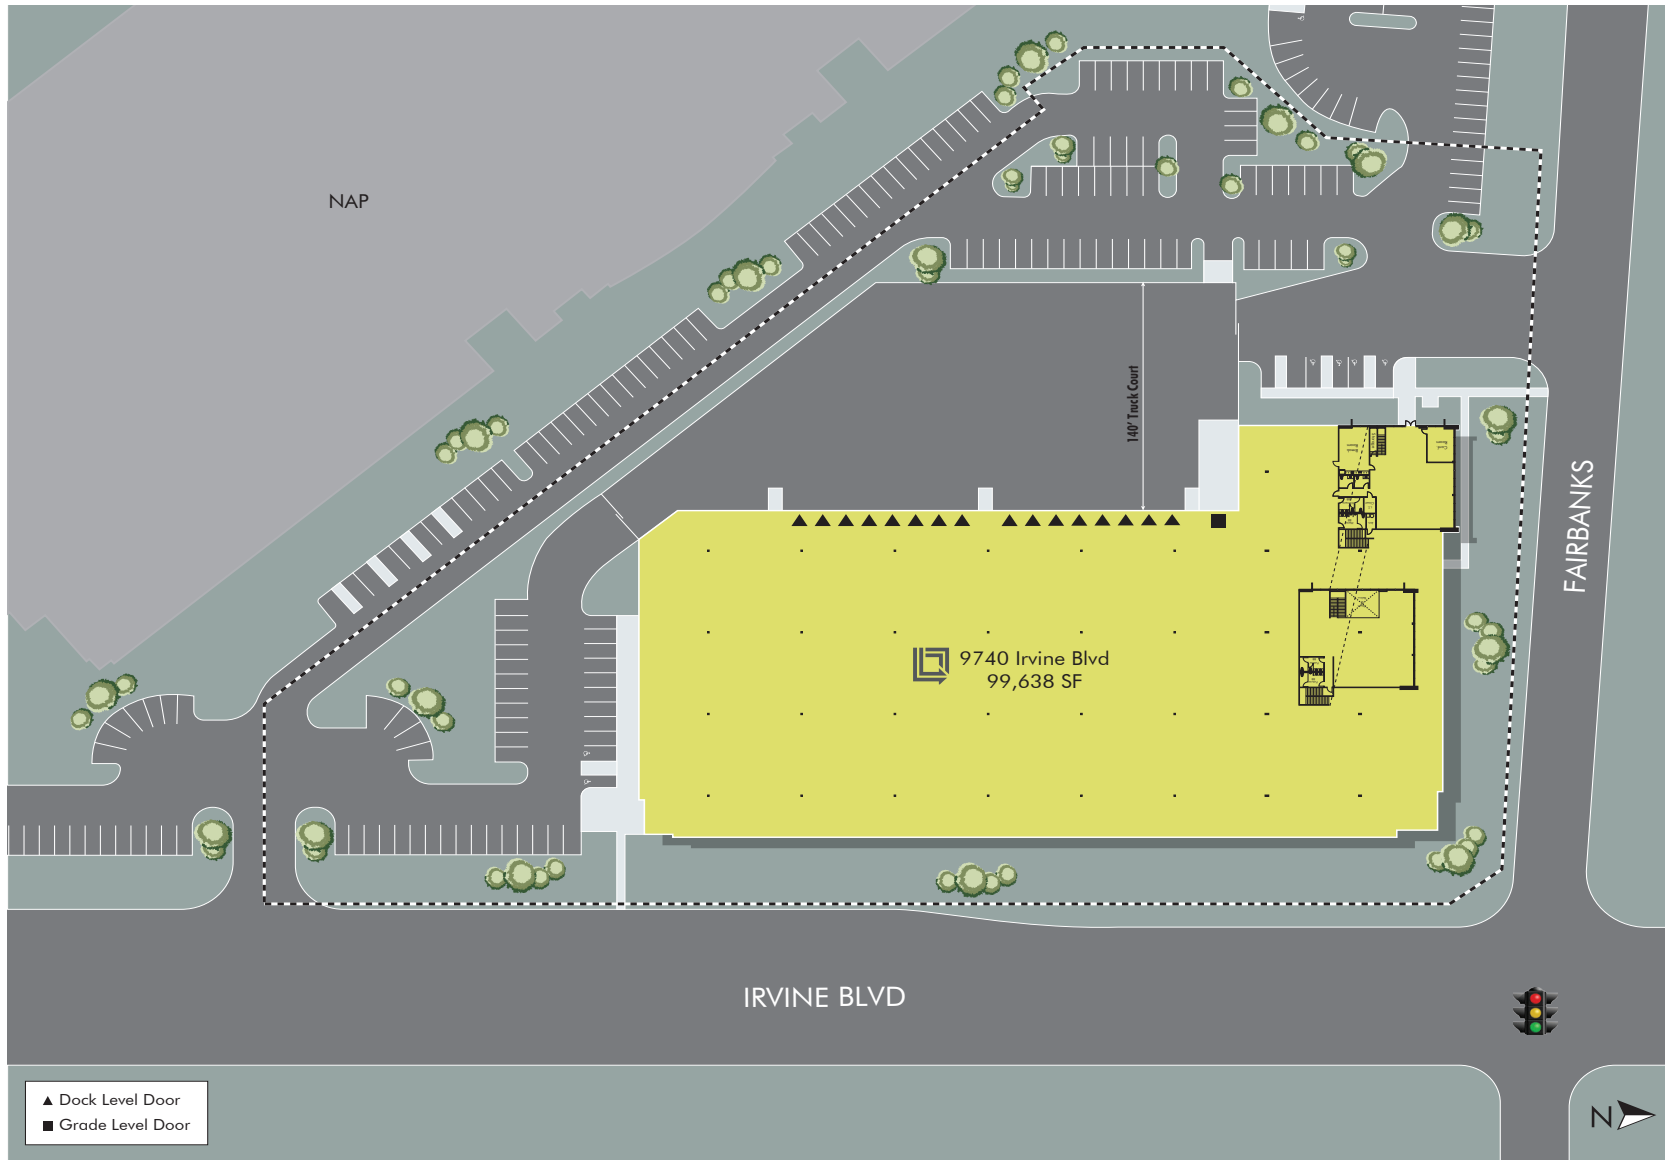 NAP
140' Truck Court
FAIRBANKS
9740 Irvine Blvd
99,638 SF
IRVINE BLVD
Dock Level Door
Grade Level Door
N